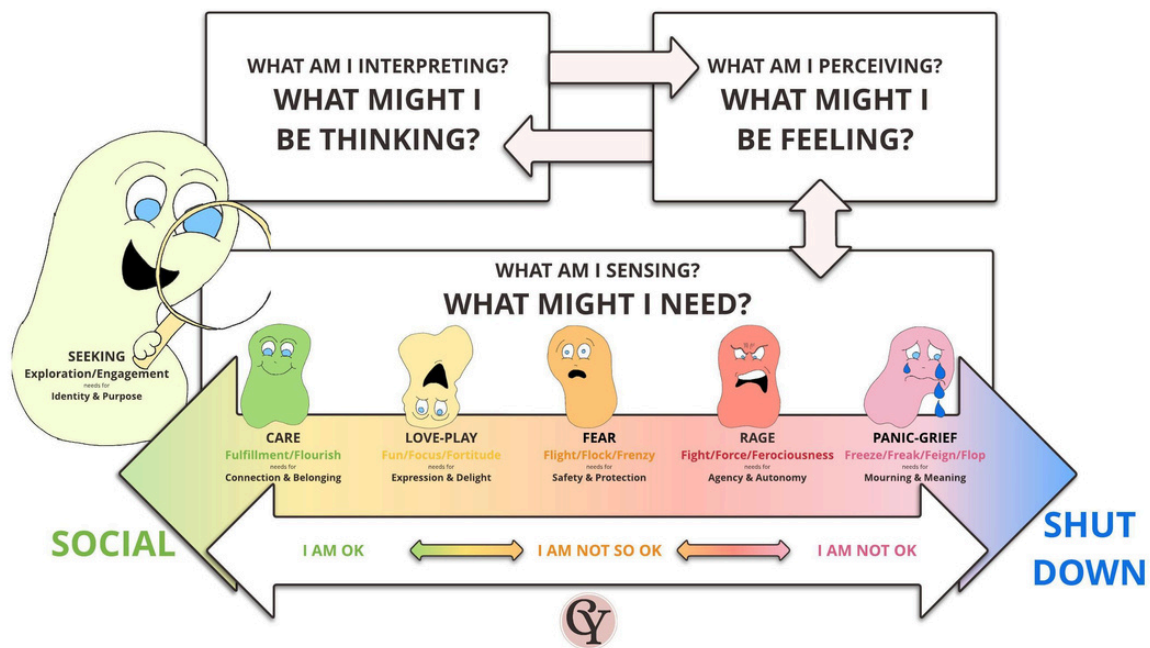 WHAT AM I INTERPRETING?
WHAT MIGHT I
BE THINKING?
WHAT AM I PERCEIVING?
WHAT MIGHT I
BE FEELING?
WHAT AM I SENSING?
WHAT MIGHT I NEED?
SEEKING
Exploration/Engagement
needs for
Identity & Purpose
CARE
Fulfillment/Flourish
needs for
Connection & Belonging
LOVE-PLAY
Fun/Focus/Fortitude
needs for
Expression & Delight
FEAR
Flight/Flock/Frenzy
needs for
Safety & Protection
RAGE
Fight/Force/Ferociousness
needs for
Agency & Autonomy
PANIC-GRIEF
Freeze/Freak/Feign/Flop
needs for
Mourning & Meaning
SOCIAL
I AM OK
I AM NOT SO OK
I AM NOT OK
SHUT
DOWN
CY